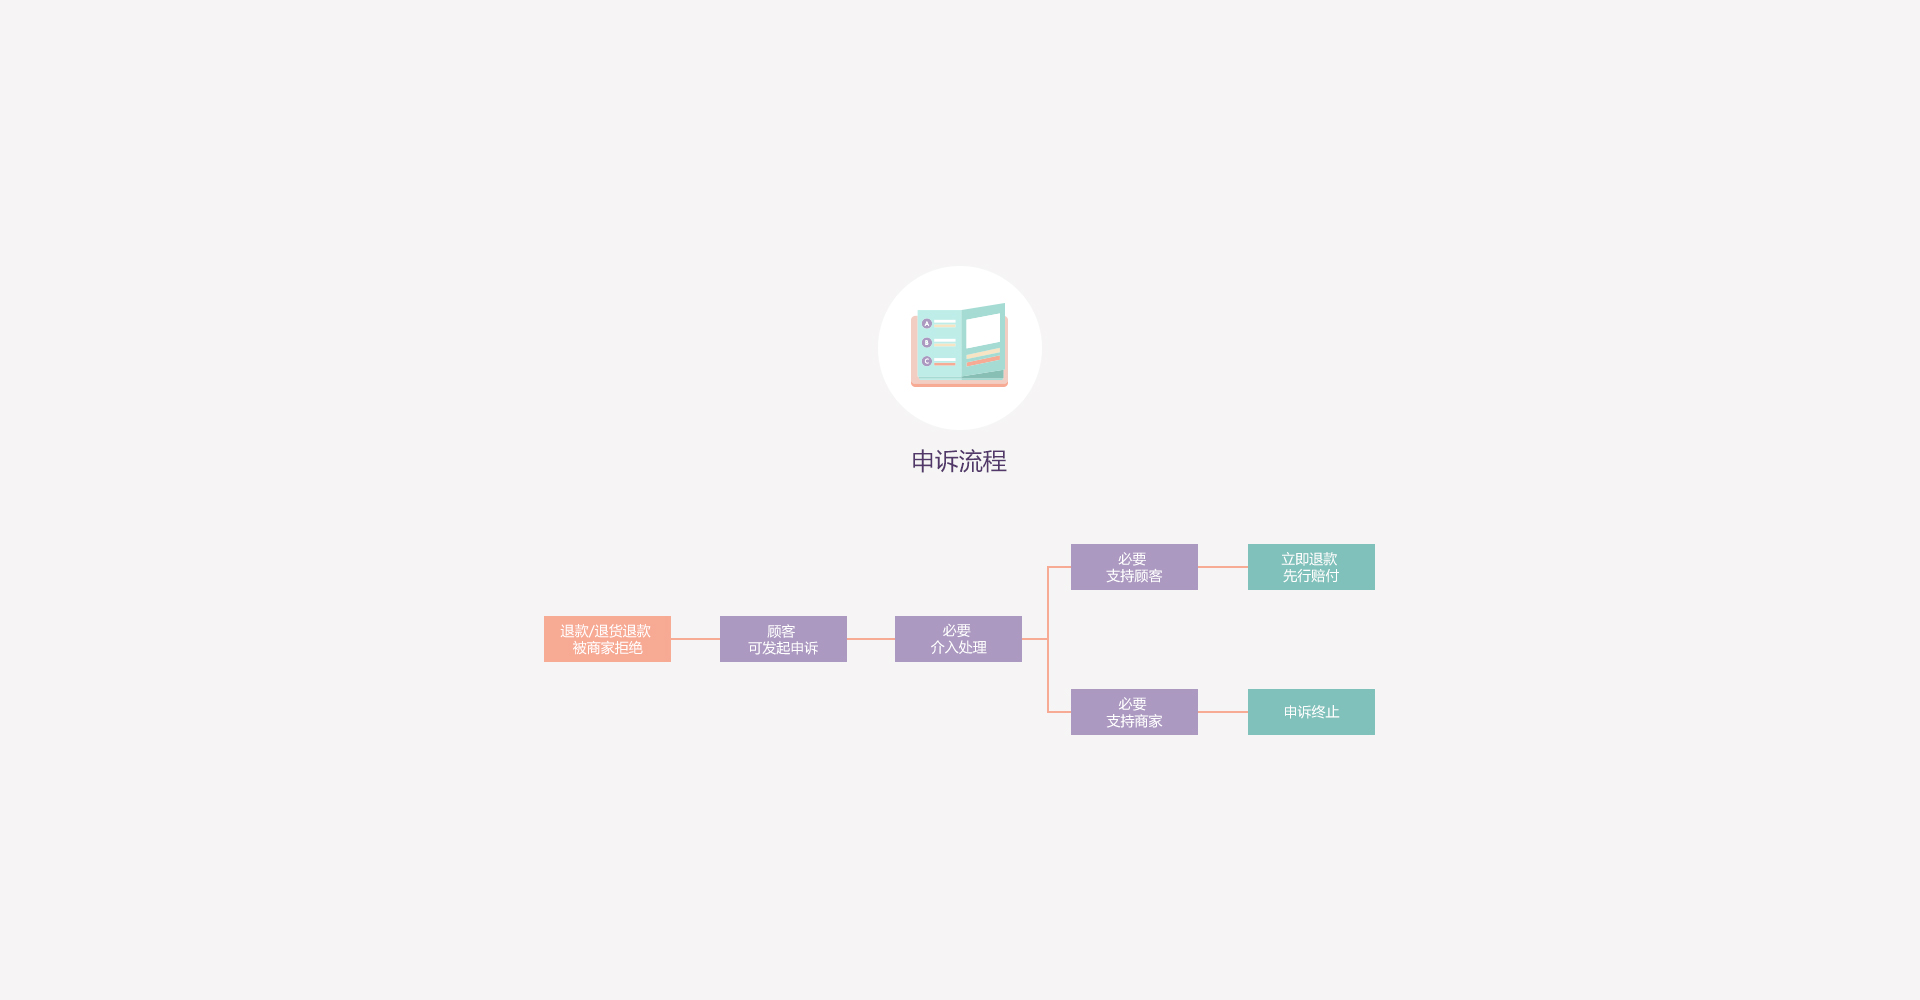 A
B
C
申诉流程
退款/退货退款
被商家拒绝
顾客
可发起申诉
必要
介入处理
必要
支持顾客
立即退款
先行赔付
必要
支持商家
申诉终止